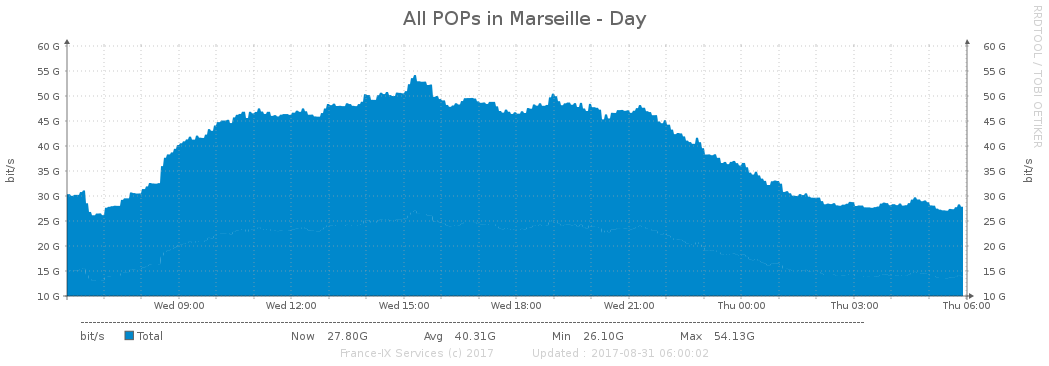 All POPs in Marseille - Day
RRDTOOL / TOBI OETIKER
bit/s
60 G
55 G
50 G
45 G
40 G
35 G
30 G
25 G
20 G
15 G
10 G
60 G
55 G
50 G
45 G
40 G
35 G
30 G
25 G
20 G
15 G
10 G
bit/s
Wed 09:00 Wed 12:00 Wed 15:00 Wed 18:00 Wed 21:00 Thu 00:00 Thu 03:00 Thu 06:00
bit/s Total Now 27.80G Avg 40.31G Min 26.10G Max 54.13G
France-IX Services (c) 2017 Updated : 2017-08-31 06:00:02